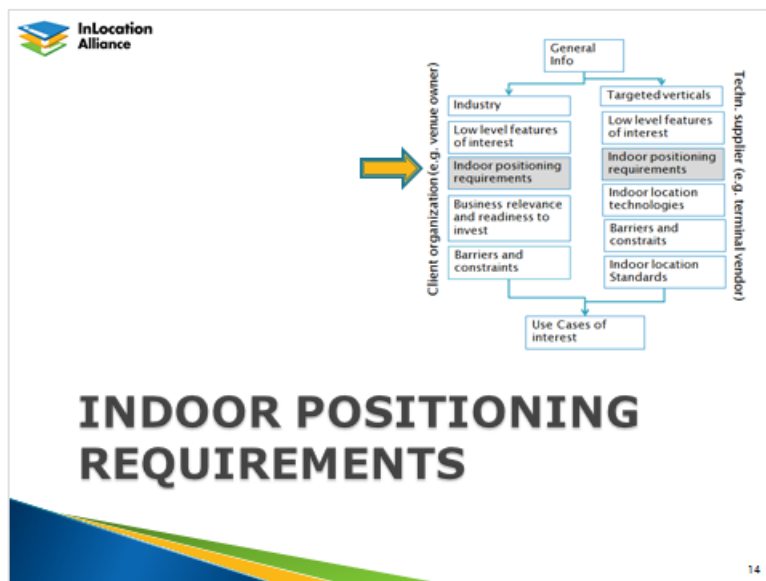 InLocation
Alliance
General
Info
Client organization(e.g. venue owner)
Industry
Low level features
of interest
Indoor positioning
requirements
Business relevance
and readiness to
invest
Barriers and
constraints
Targeted verticals
Low level features
of interest
Indoor positioning
requirements
Indoor location
technologies
Barriers and
constraits
Indoor location
Standards
Techn. supplier (e.g. terminal vendor)
Use Cases of
interest
INDOOR POSITIONING
REQUIREMENTS
14